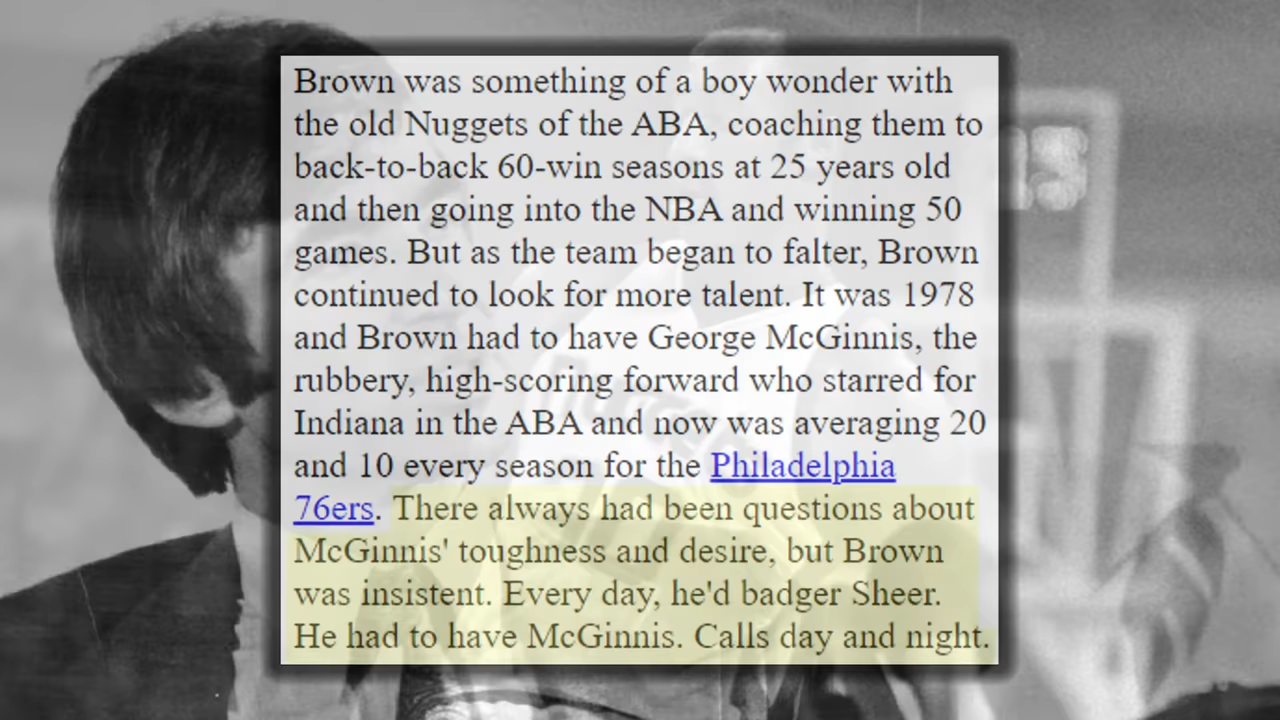 Brown was something of a boy wonder with
the old Nuggets of the ABA, coaching them to
back-to-back 60-win seasons at 25 years old
and then going into the NBA and winning 50
games. But as the team began to falter, Brown
continued to look for more talent. It was 1978
and Brown had to have George McGinnis, the
rubbery, high-scoring forward who starred for
Indiana in the ABA and now was averaging 20
and 10 every season for the Philadelphia
76ers. There always had been questions about
McGinnis' toughness and desire, but Brown
was insistent. Every day, he'd badger Sheer.
He had to have McGinnis. Calls day and night.